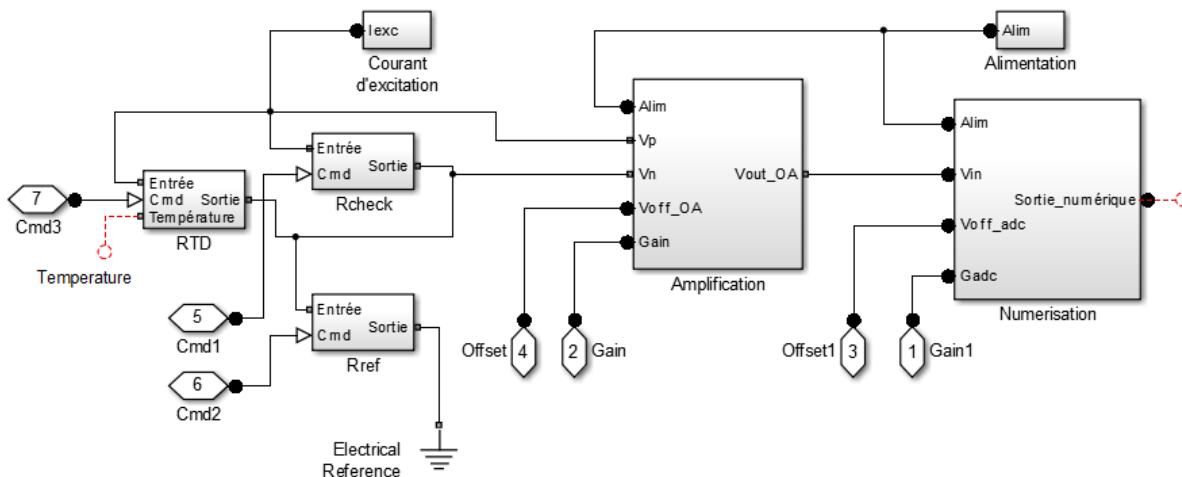 Iexc
Courant
d'excitation
Alim
Alimentation
Entrée
Cmd
Sortie
Rcheck
7
Cmd3
Entrée
Cmd
Sortie
Température
RTD
Temperature
5
Cmd1
6
Cmd2
Entrée
Cmd
Sortie
Rref
Electrical
Reference
Alim
Vp
Vn
Vout_OA
Voff_OA
Gain
Amplification
Offset
4
2
Gain
Alim
Vin
Sortie_numérique
Voff_adc
Gadc
Numerisation
Offset1
3
1
Gain1